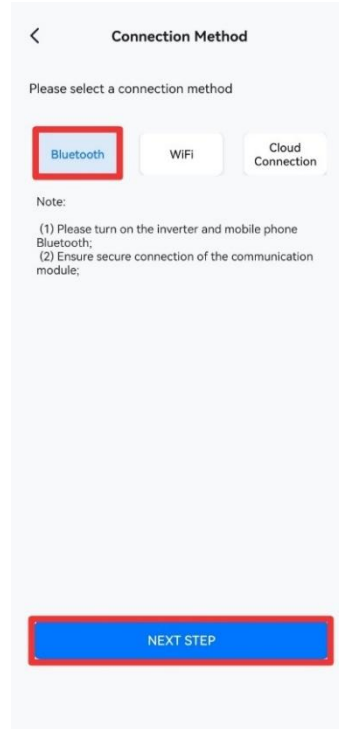 Connection Method
Please select a connection method
Bluetooth
WiFi
Cloud
Connection
Note:
(1) Please turn on the inverter and mobile phone
Bluetooth;
(2) Ensure secure connection of the communication
module;
NEXT STEP